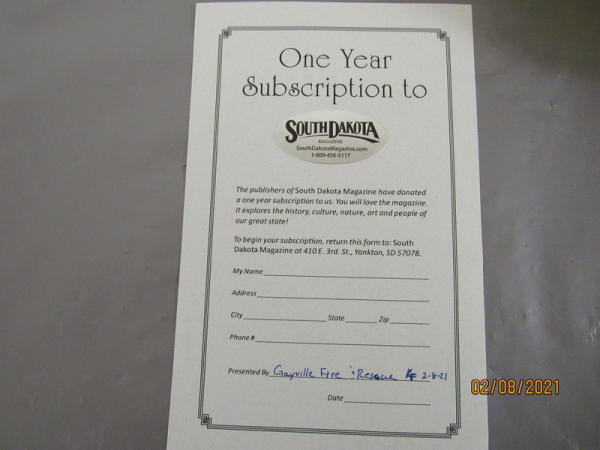 One Year
Subscription to
SOUTH DAKOTA
MAGAZINE
SouthDakotaMagazine.com
1-800-456-5117
The publishers of South Dakota Magazine have donated
a one year subscription to us. You will love the magazine.
It explores the history, culture, nature, art and people of
our great state!
To begin your subscription, return this form to: South
Dakota Magazine at 410 E. 3rd. St., Yankton, SD 57078.
My Name
Address
City State Zip
Phone #
Presented By Gayville Fire & Rescue 2-8-21
Date
02/08/2021